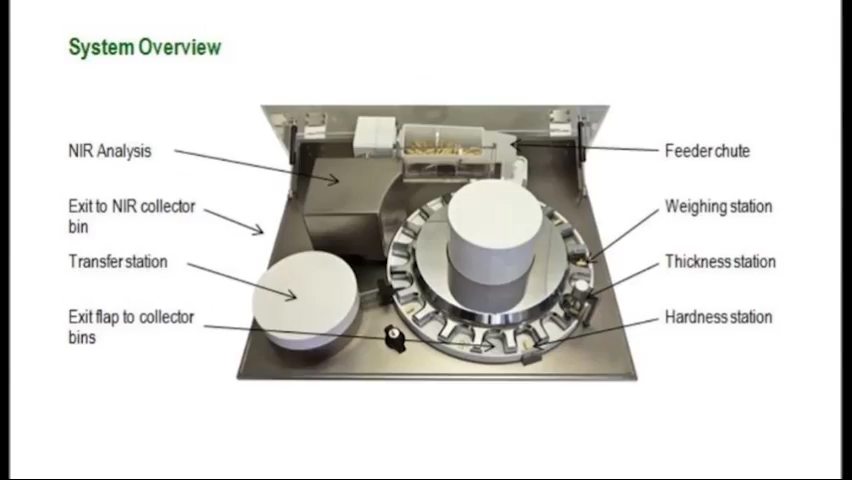 System Overview
NIR Analysis
Exit to NIR collector
bin
Transfer station
Exit flap to collector
bins
Feeder chute
Weighing station
Thickness station
Hardness station